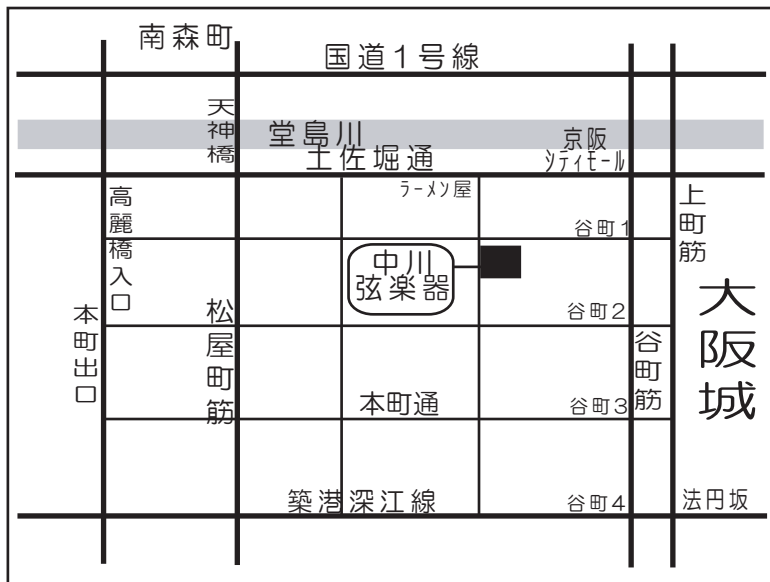 南森町
国道1号線
天神橋
堂島川
京阪
シティモール
土佐堀通
ラーメン屋
高麗橋入口
上町筋
谷町1
中川
弦楽器
大阪城
松屋町筋
本町出口
谷町2
谷町筋
本町通
谷町3
築港深江線
谷町4
法円坂